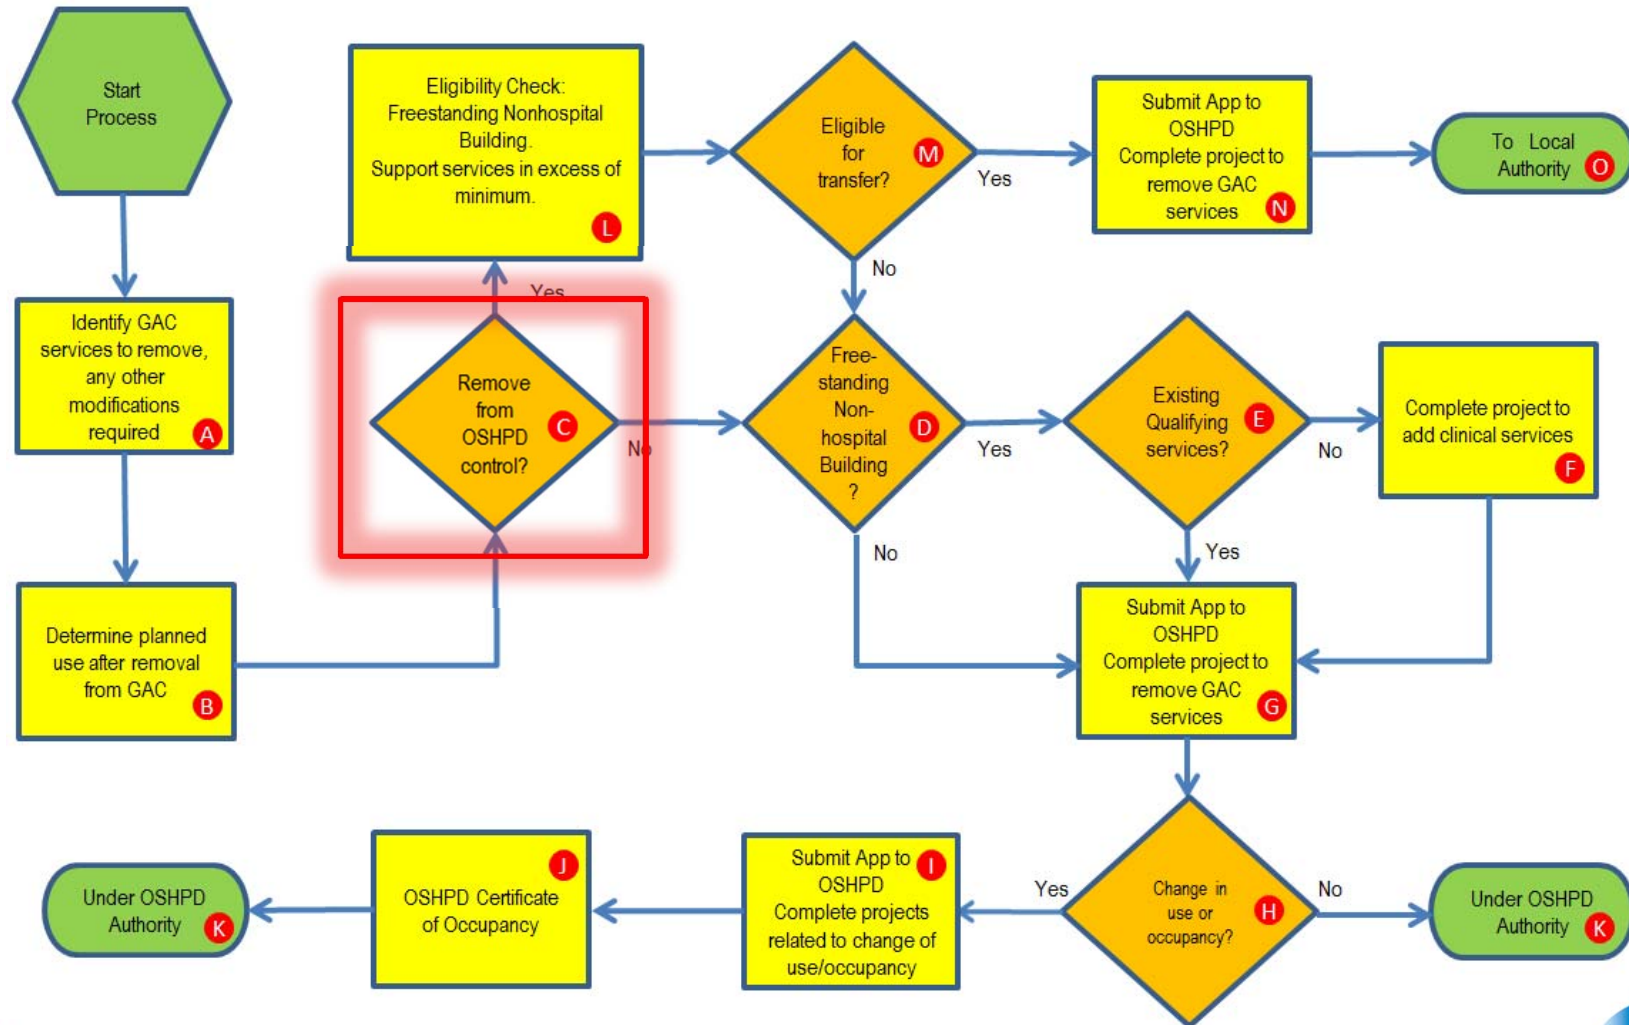 Start
Process
Eligibility Check:
Freestanding Nonhospital
Building.
Support services in excess of
minimum.
L
Eligible
for
transfer?
M
Yes
Submit App to
OSHPD
Complete project to
remove GAC
services
N
To Local
Authority
O
No
Yes
Identify GAC
services to remove,
any other
modifications
required
A
Remove
from
OSHPD
control?
C
No
Free-
standing
Non-
hospital
Building
?
D
Yes
Existing
Qualifying
services?
E
No
Complete project to
add clinical services
F
No
Yes
Determine planned
use after removal
from GAC
B
Submit App to
OSHPD
Complete project to
remove GAC
services
G
Under OSHPD
Authority
K
OSHPD Certificate
of Occupancy
J
Submit App to
OSHPD
Complete projects
related to change of
use/occupancy
I
Yes
Change in
use or
occupancy?
H
No
Under OSHPD
Authority
K